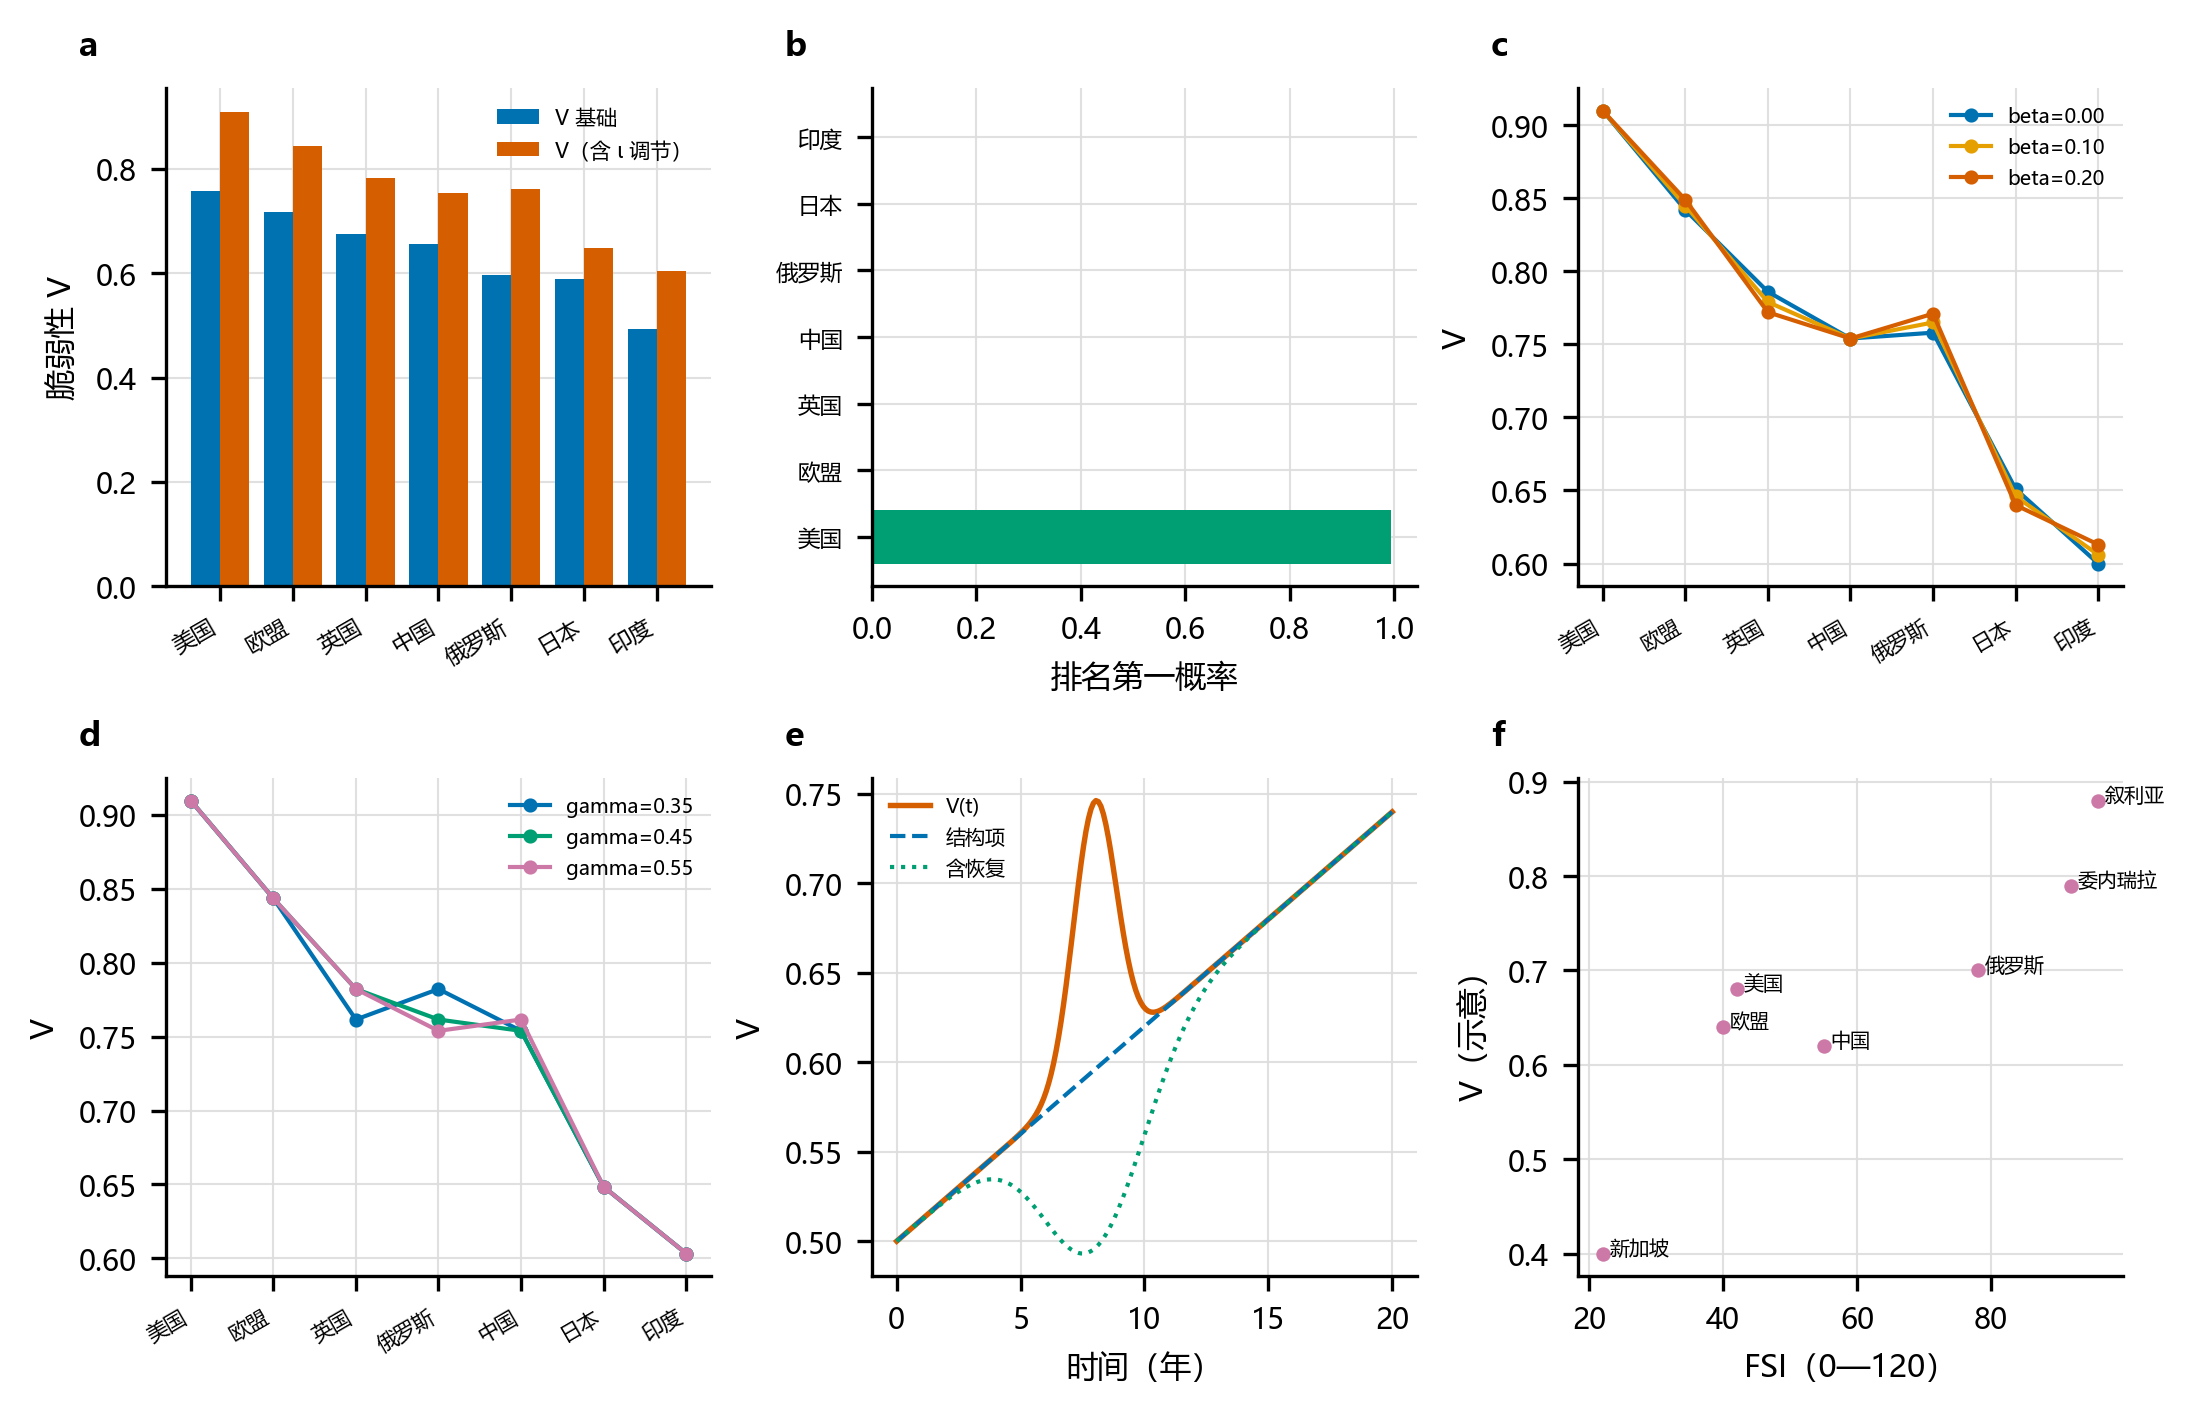 a
V 基础
V（含 ι 调节）
脆弱性 V
0.8
0.6
0.4
0.2
0.0
美国
欧盟
英国
中国
俄罗斯
日本
印度
b
印度
日本
俄罗斯
中国
英国
欧盟
美国
0.0 0.2 0.4 0.6 0.8 1.0
排名第一概率
c
beta=0.00
beta=0.10
beta=0.20
V
0.90
0.85
0.80
0.75
0.70
0.65
0.60
美国
欧盟
英国
中国
俄罗斯
日本
印度
d
gamma=0.35
gamma=0.45
gamma=0.55
V
0.90
0.85
0.80
0.75
0.70
0.65
0.60
美国
欧盟
英国
俄罗斯
中国
日本
印度
e
V(t)
结构项
含恢复
V
0.75
0.70
0.65
0.60
0.55
0.50
0 5 10 15 20
时间（年）
f
V（示意）
0.9
0.8
0.7
0.6
0.5
0.4
叙利亚
委内瑞拉
俄罗斯
美国
欧盟
中国
新加坡
20 40 60 80
FSI（0—120）